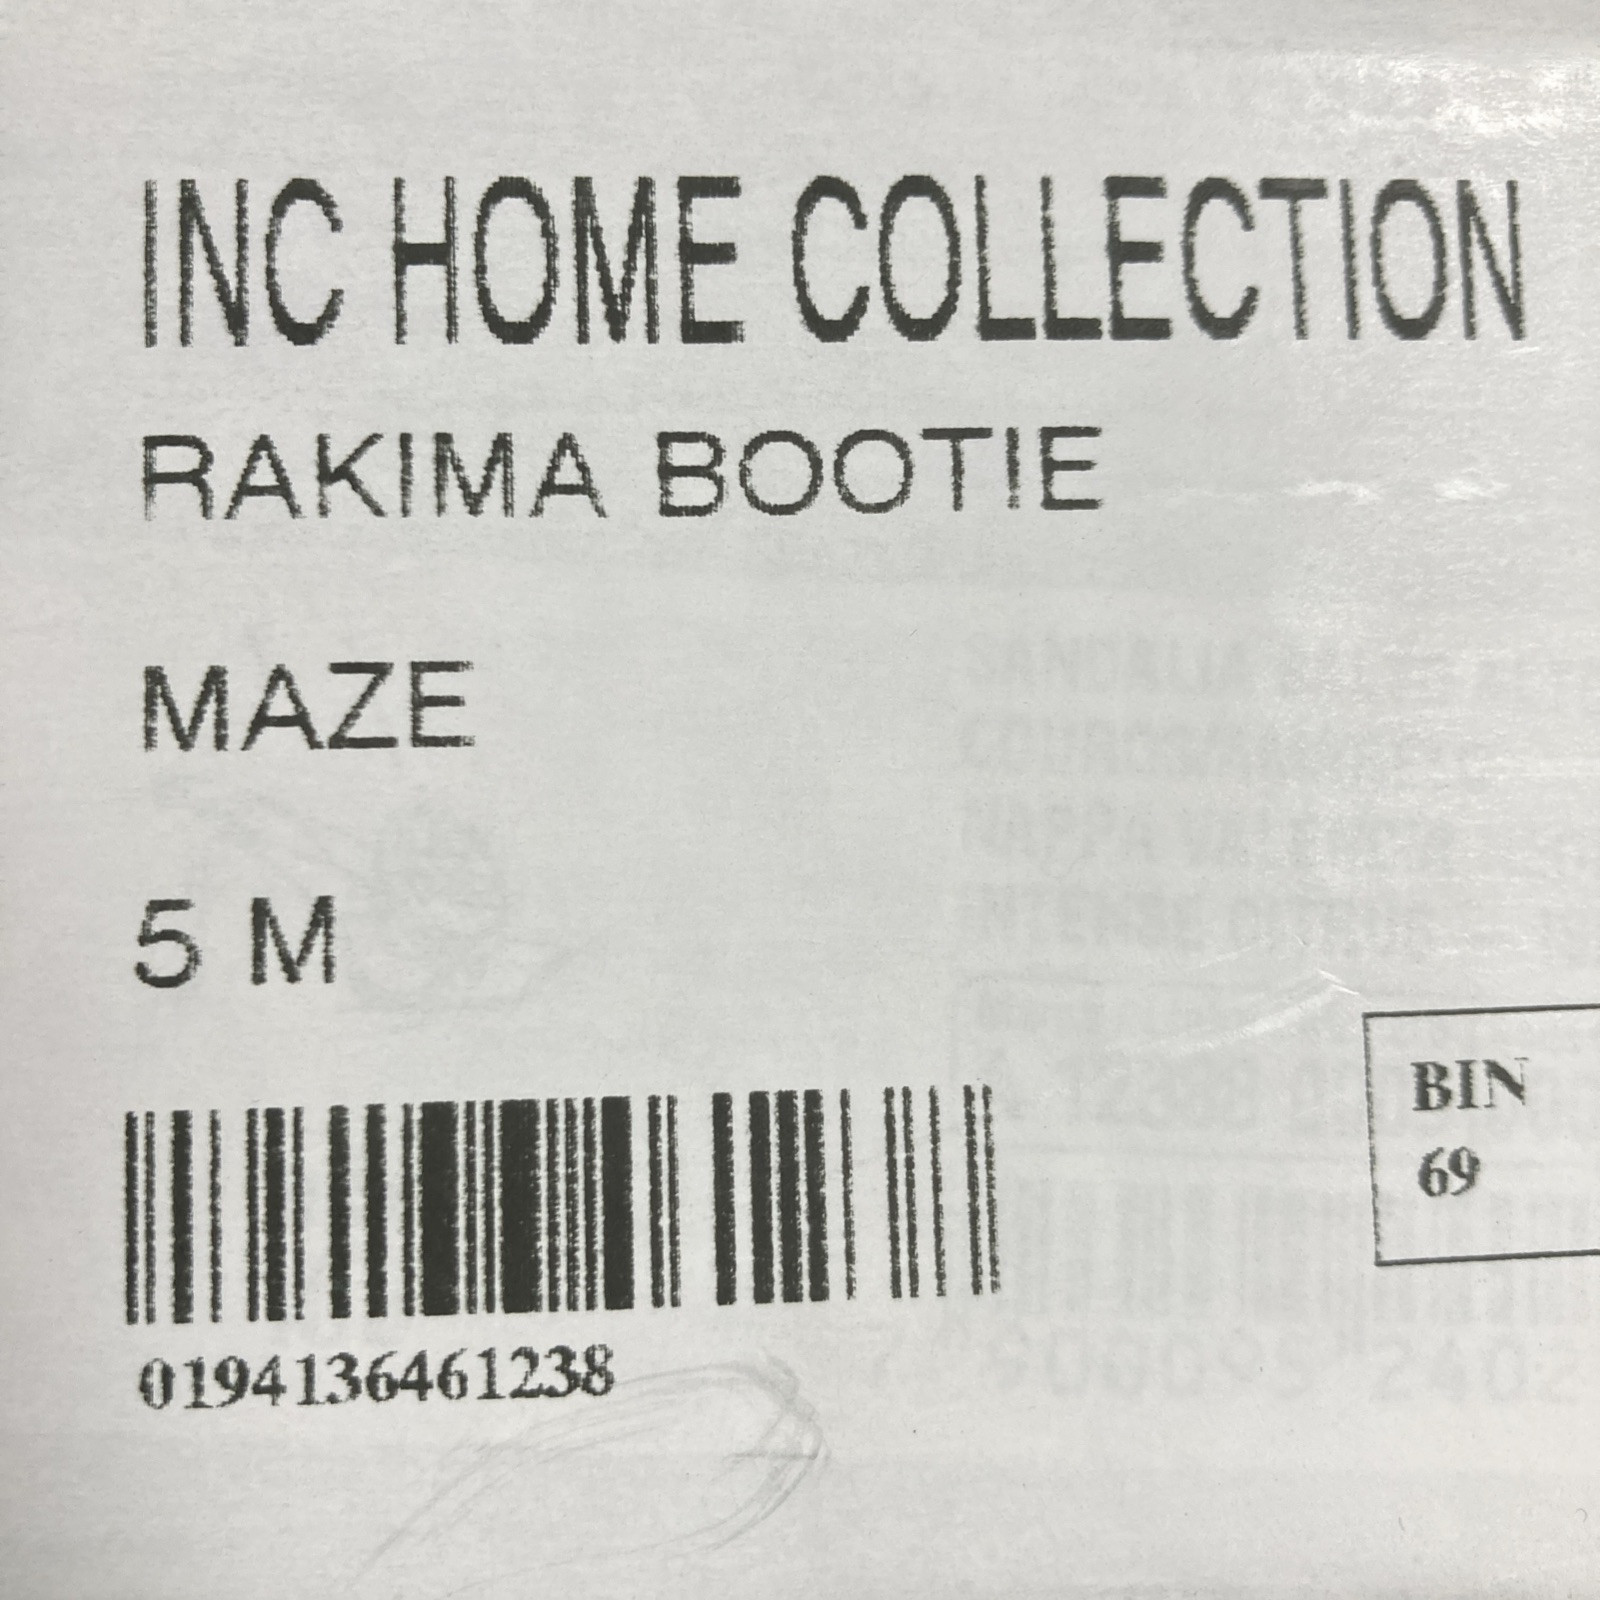 INC HOME COLLECTION
RAKIMA BOOTIE
MAZE
5 M
0194136461238
BIN
69